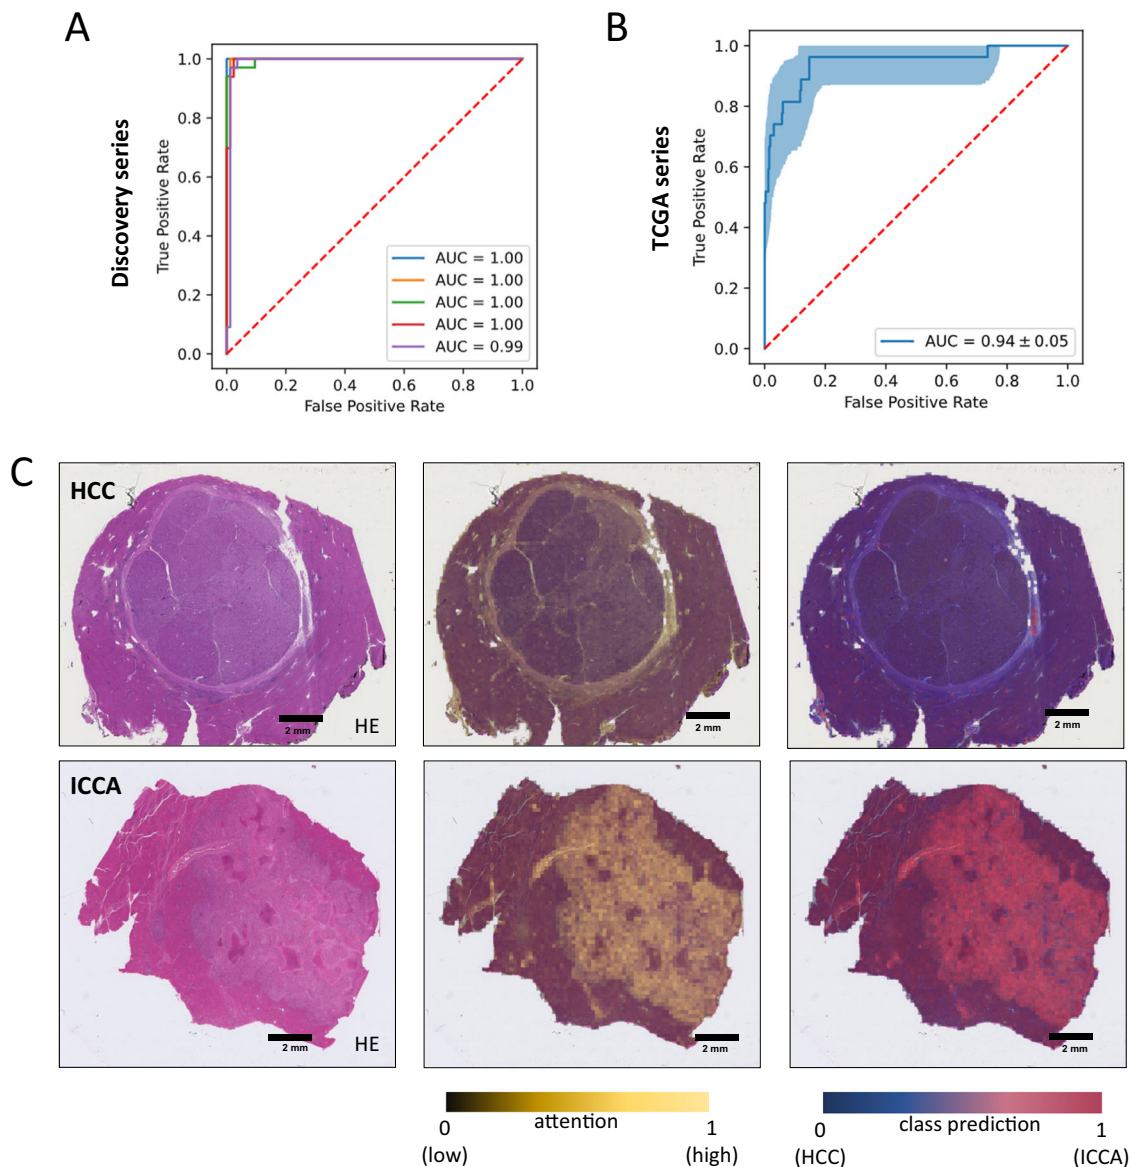 A
Discovery series
True Positive Rate
1.0
0.8
0.6
0.4
0.2
0.0
AUC = 1.00
AUC = 1.00
AUC = 1.00
AUC = 1.00
AUC = 0.99
0.0 0.2 0.4 0.6 0.8 1.0
False Positive Rate
B
TCGA series
True Positive Rate
1.0
0.8
0.6
0.4
0.2
0.0
AUC = 0.94 ± 0.05
0.0 0.2 0.4 0.6 0.8 1.0
False Positive Rate
C
HCC
2 mm
HE
2 mm
2 mm
ICCA
2 mm
HE
2 mm
2 mm
0 attention 1
(low) (high)
0 class prediction 1
(HCC) (ICCA)